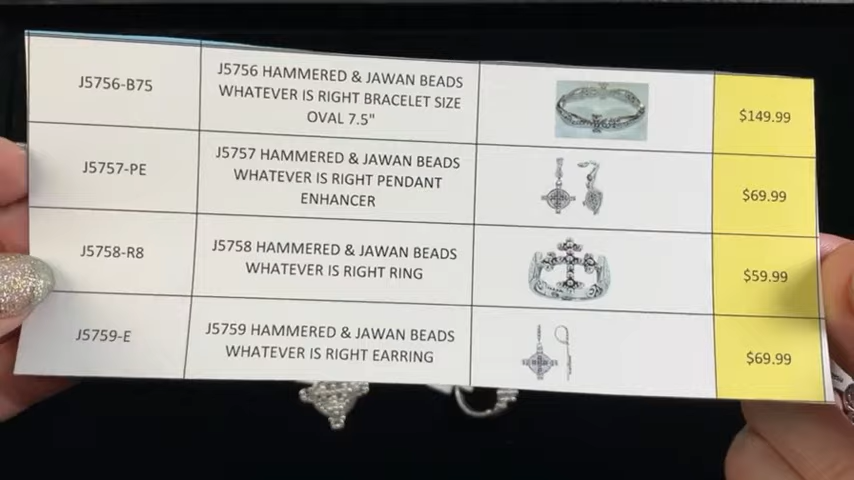 J5756-B75
J5756 HAMMERED & JAWAN BEADS
WHATEVER IS RIGHT BRACELET SIZE
OVAL 7.5"
$149.99
J5757-PE
J5757 HAMMERED & JAWAN BEADS
WHATEVER IS RIGHT PENDANT
ENHANCER
$69.99
J5758-R8
J5758 HAMMERED & JAWAN BEADS
WHATEVER IS RIGHT RING
$59.99
J5759-E
J5759 HAMMERED & JAWAN BEADS
WHATEVER IS RIGHT EARRING
$69.99